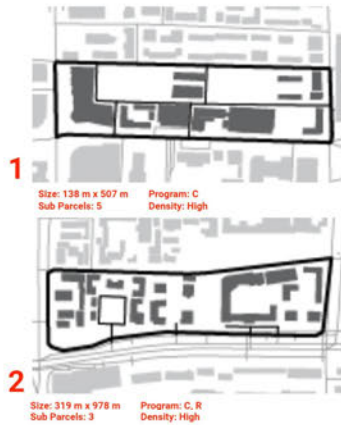 1
Size: 138 m x 507 m Program: C
Sub Parcels: 5 Density: High
2
Size: 319 m x 978 m Program: C, R
Sub Parcels: 3 Density: High